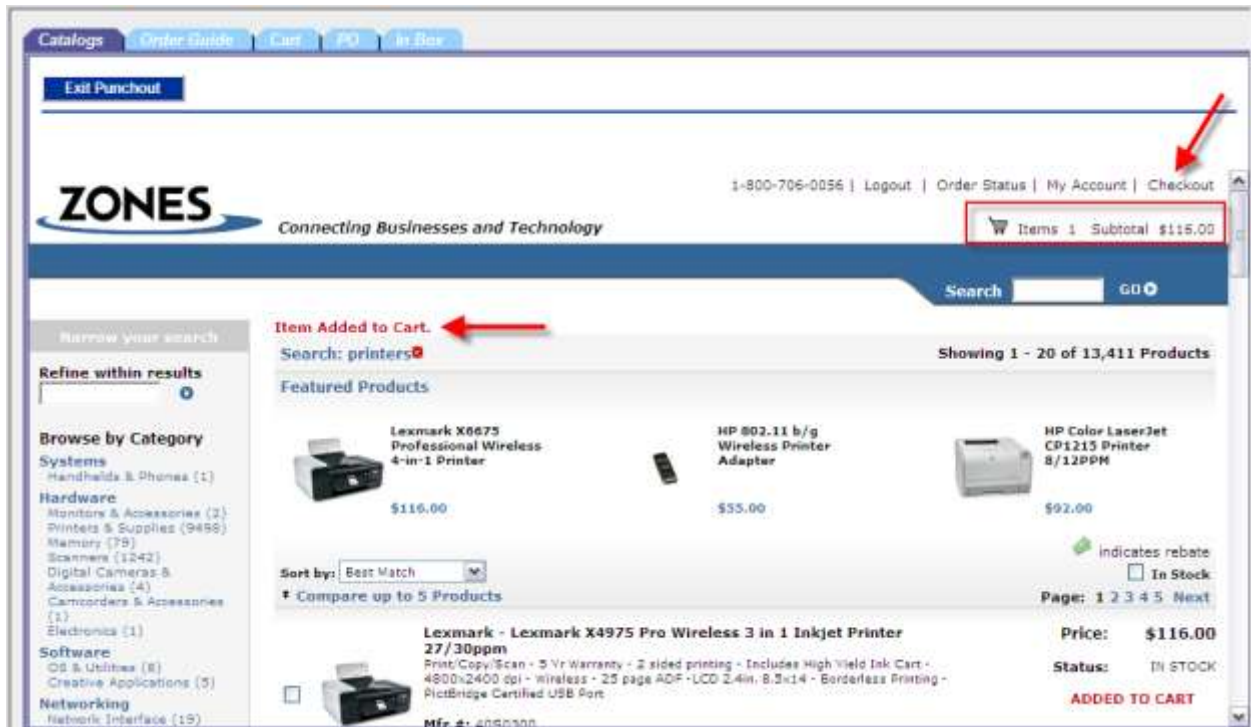 Catalogs Order Guide Cart PO In Box
Exit Punchout
1-800-706-0056 | Logout | Order Status | My Account | Checkout
ZONES
Connecting Businesses and Technology
Items 1 Subtotal $116.00
Search GO
Narrow your search
Item Added to Cart.
Search: printers
Showing 1 - 20 of 13,411 Products
Refine within results
Featured Products
Lexmark X6675
Professional Wireless
4-in-1 Printer
$116.00
HP 802.11 b/g
Wireless Printer
Adapter
$55.00
HP Color LaserJet
CP1215 Printer
8/12PPM
$92.00
Browse by Category
Systems
Handhelds & Phones (1)
Hardware
Monitors & Accessories (2)
Printers & Supplies (9498)
Memory (79)
Scanners (1242)
Digital Cameras &
Accessories (4)
Camcorders & Accessories
(1)
Electronics (1)
Software
OS & Utilities (8)
Creative Applications (5)
Networking
Network Interface (19)
indicates rebate
Sort by: Best Match
In Stock
Compare up to 5 Products
Page: 1 2 3 4 5 Next
Lexmark - Lexmark X4975 Pro Wireless 3 in 1 Inkjet Printer
27/30ppm
Print/Copy/Scan - 5 Yr Warranty - 2 sided printing - Includes High Yield Ink Cart -
4800x2400 dpi - Wireless - 25 page ADF -LCD 2.4in. 8.5x14 - Borderless Printing -
PictBridge Certified USB Port
Mfr #: 40S0300
Price: $116.00
Status: IN STOCK
ADDED TO CART